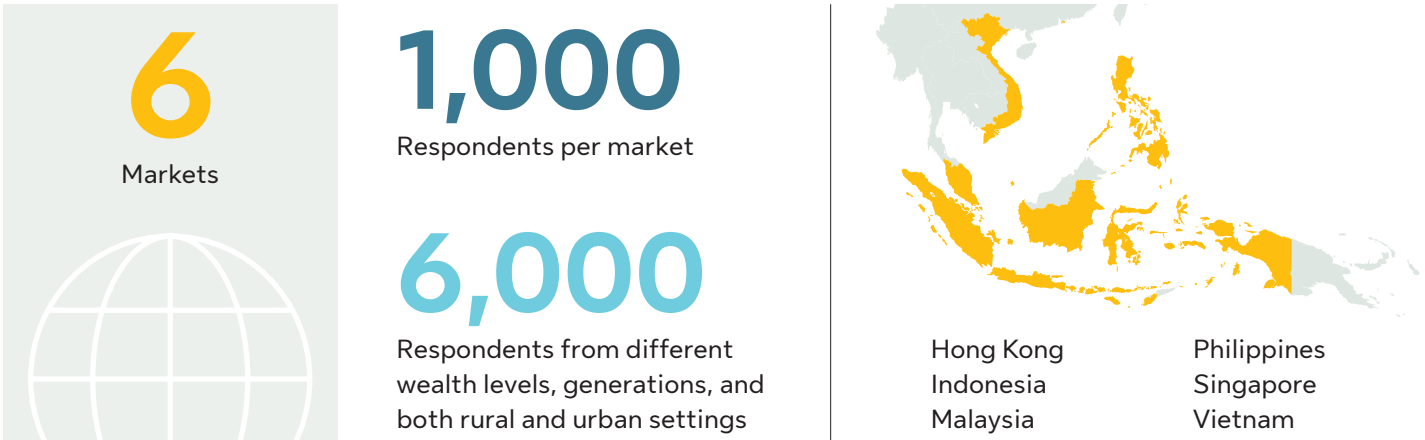 6
Markets
1,000
Respondents per market
6,000
Respondents from different
wealth levels, generations, and
both rural and urban settings
Hong Kong
Indonesia
Malaysia
Philippines
Singapore
Vietnam